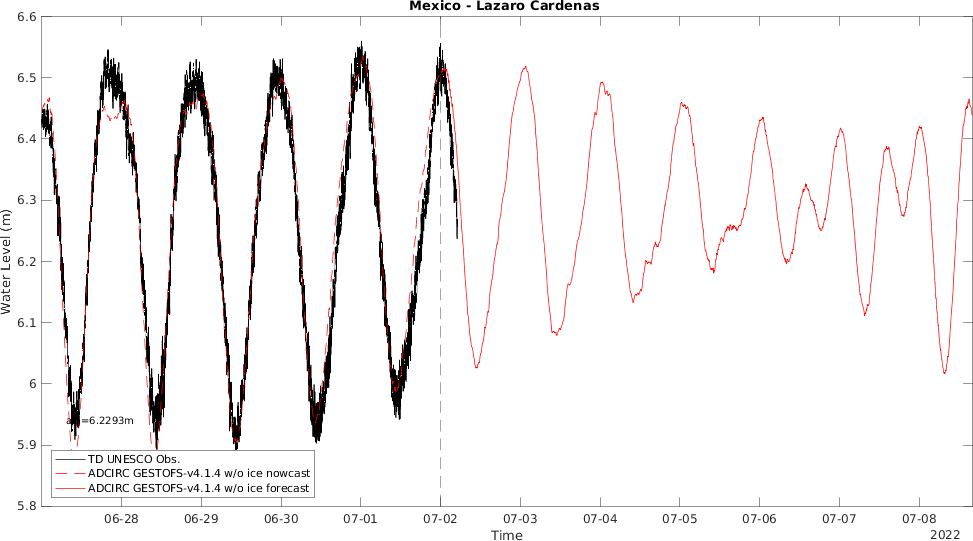 Mexico - Lazaro Cardenas
Water Level (m)
6.6
6.5
6.4
6.3
6.2
6.1
6
5.9
5.8
=6.2293m
TD UNESCO Obs.
ADCIRC GESTOFS-v4.1.4 w/o ice nowcast
ADCIRC GESTOFS-v4.1.4 w/o ice forecast
06-28 06-29 06-30 07-01 07-02 07-03 07-04 07-05 07-06 07-07 07-08
Time
2022